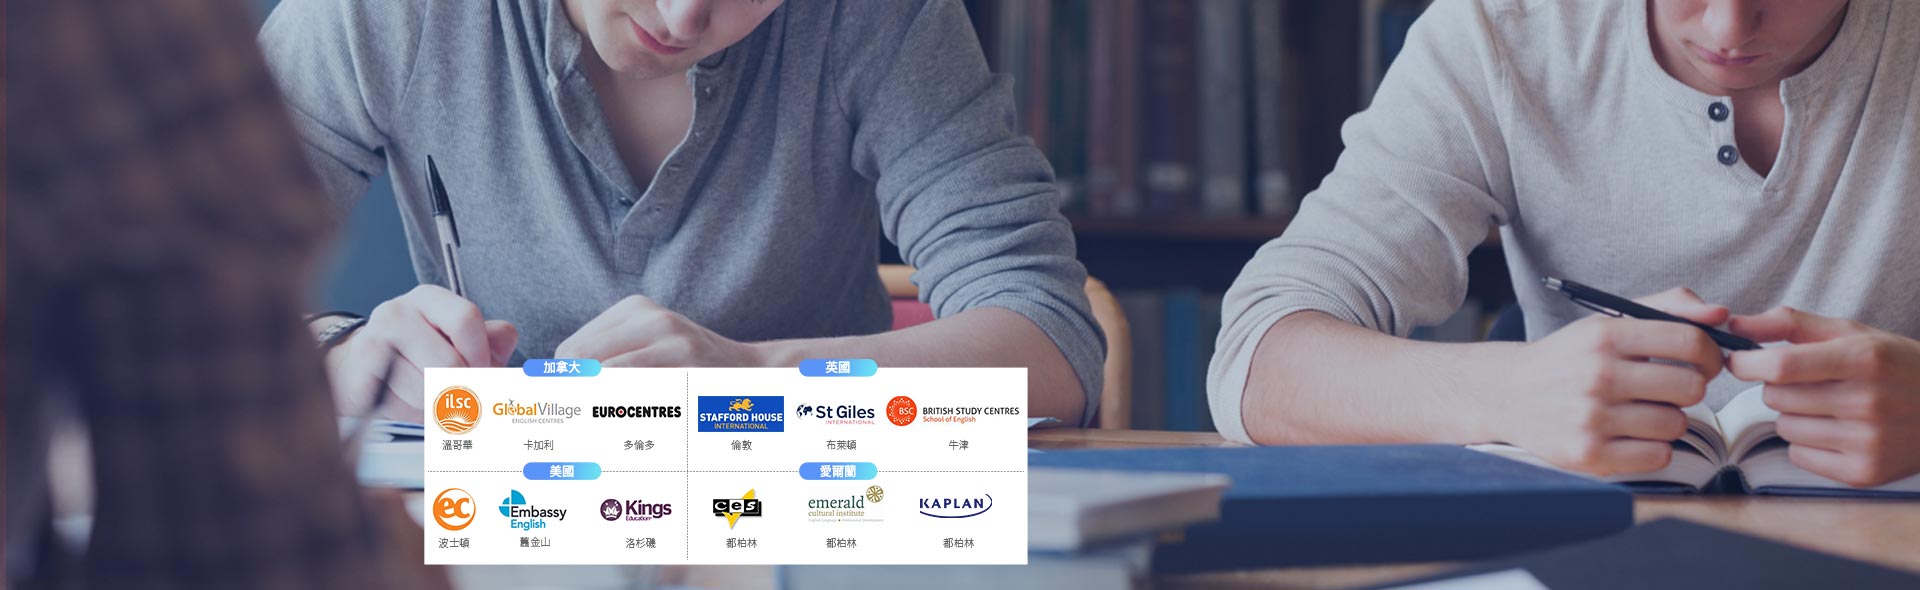 加拿大
ilsc
GlobalVillage
ENGLISH CENTRES
EUROCENTRES
溫哥華
卡加利
多倫多
英國
STAFFORD HOUSE
INTERNATIONAL
St Giles
INTERNATIONAL
BSC
BRITISH STUDY CENTRES
School of English
倫敦
布萊頓
牛津
美國
ec
Embassy
English
Kings
Education
波士頓
舊金山
洛杉磯
愛爾蘭
ces
emerald
cultural institute
KAPLAN
都柏林
都柏林
都柏林